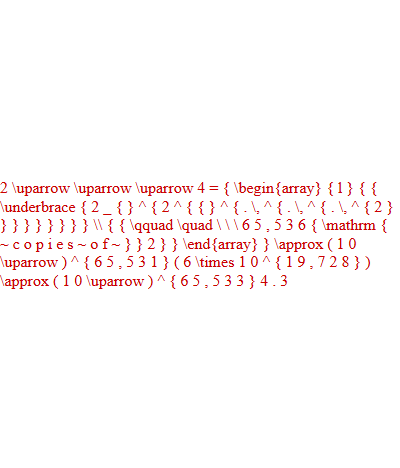 2 \uparrow \uparrow \uparrow 4 = { \begin{array} { 1 } { {
\underbrace { 2 _ { } ^ { 2 ^ { { } ^ { . \, ^ { . \, ^ { . \, ^ { 2 }
} } } } } } } } \\ { { \qquad \quad \ \ \ 6 5 , 5 3 6 { \mathrm {
~ c o p i e s ~ o f ~ } } 2 } } \end{array} } \approx ( 1 0
\uparrow ) ^ { 6 5 , 5 3 1 } ( 6 \times 1 0 ^ { 1 9 , 7 2 8 } )
\approx ( 1 0 \uparrow ) ^ { 6 5 , 5 3 3 } 4 . 3